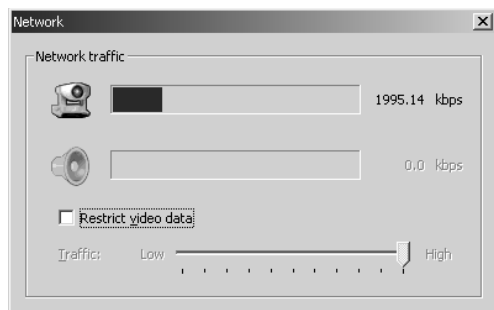 Network
Network traffic
1995.14 kbps
0.0 kbps
Restrict video data
Traffic: Low High